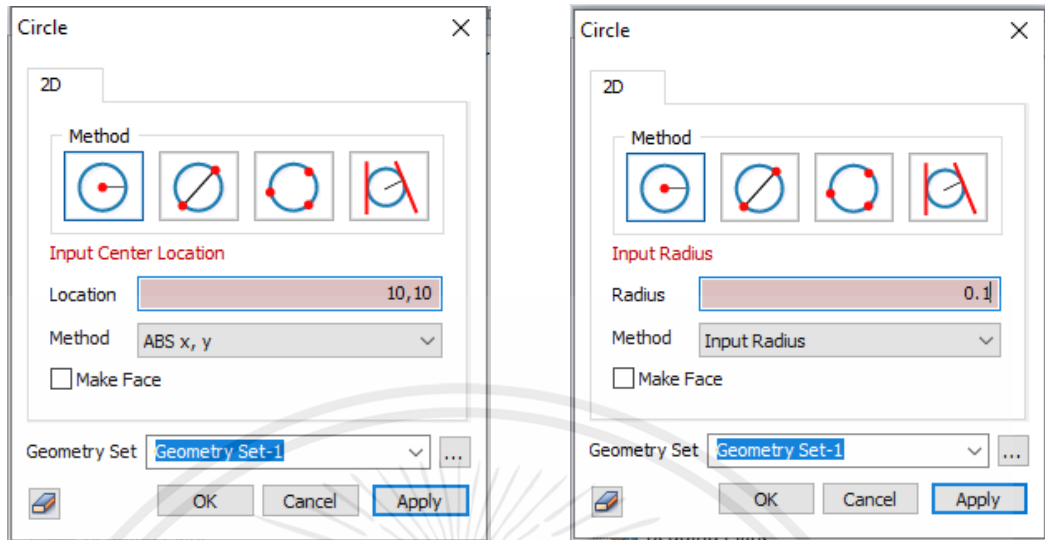 Circle
2D
Method
Input Center Location
Location 10,10
Method ABS x, y
Make Face
Geometry Set Geometry Set-1 ...
OK Cancel Apply
Circle
2D
Method
Input Radius
Radius 0.1
Method Input Radius
Make Face
Geometry Set Geometry Set-1 ...
OK Cancel Apply